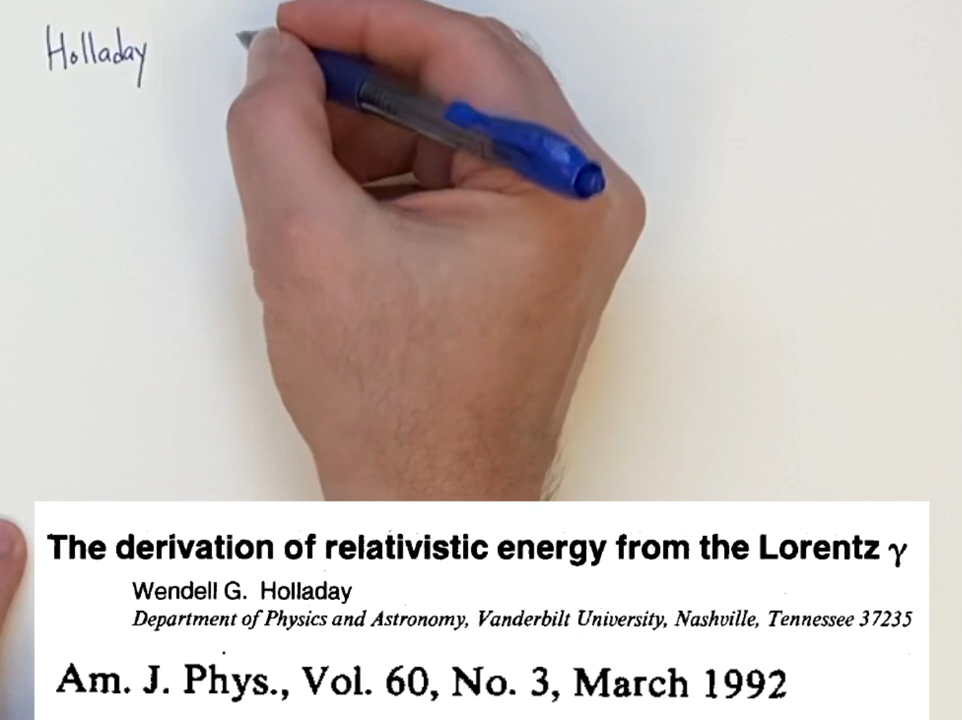 Holladay
The derivation of relativistic energy from the Lorentz γ
Wendell G. Holladay
Department of Physics and Astronomy, Vanderbilt University, Nashville, Tennessee 37235
Am. J. Phys., Vol. 60, No. 3, March 1992